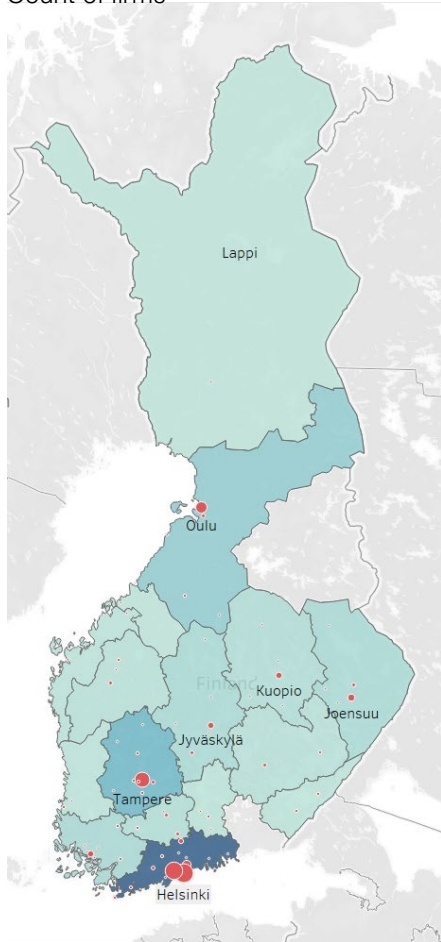 Count of firms
Lappi
Oulu
Finland
Kuopio
Joensuu
Jyväskylä
Tampere
Helsinki